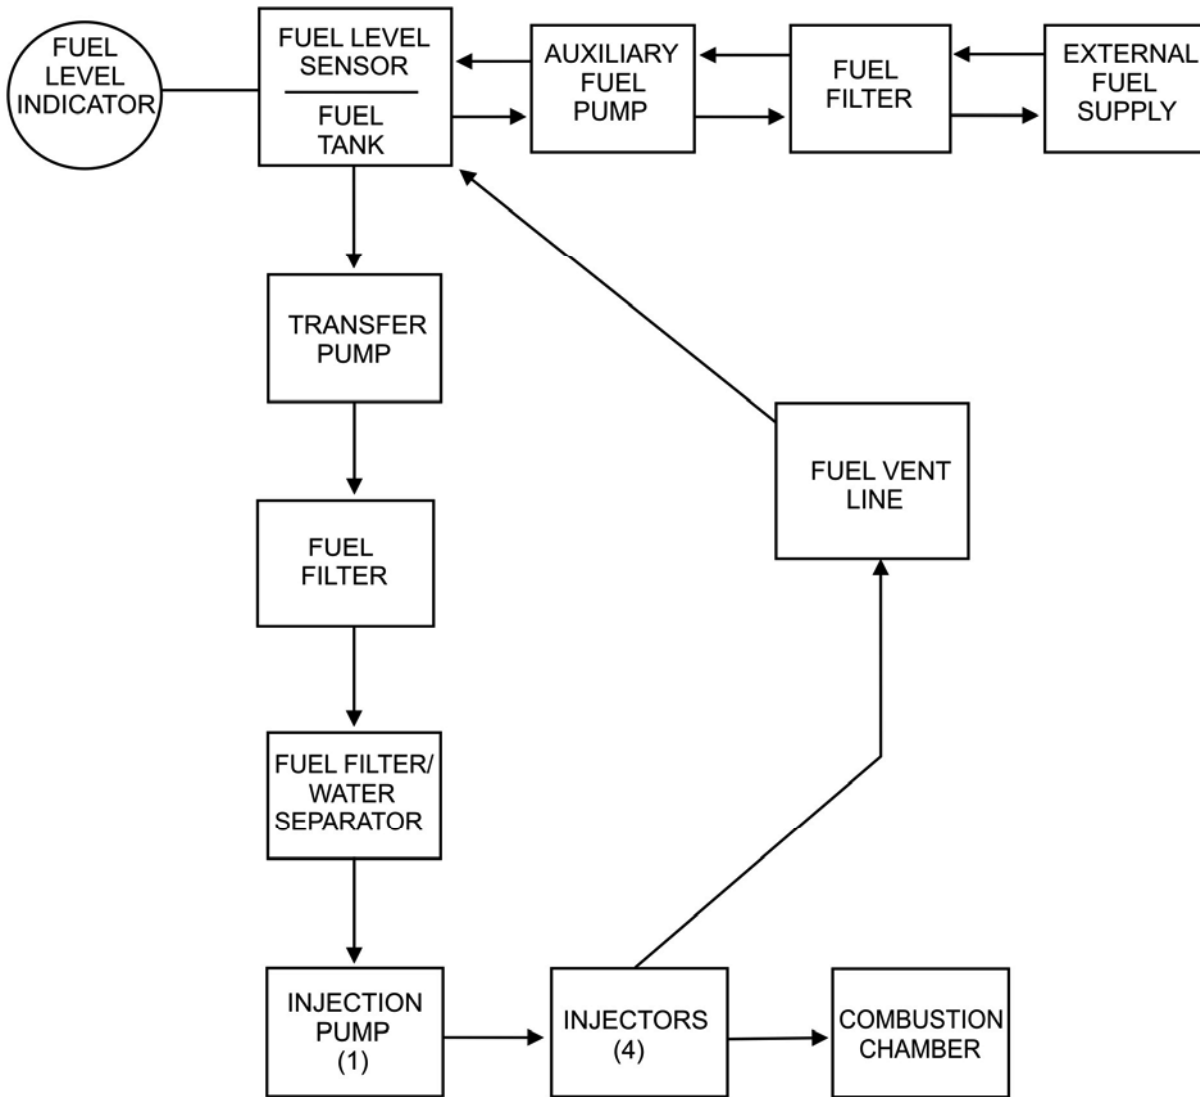 FUEL
LEVEL
INDICATOR
FUEL LEVEL
SENSOR
FUEL
TANK
AUXILIARY
FUEL
PUMP
FUEL
FILTER
EXTERNAL
FUEL
SUPPLY
TRANSFER
PUMP
FUEL VENT
LINE
FUEL
FILTER
FUEL FILTER/
WATER
SEPARATOR
INJECTION
PUMP
(1)
INJECTORS
(4)
COMBUSTION
CHAMBER